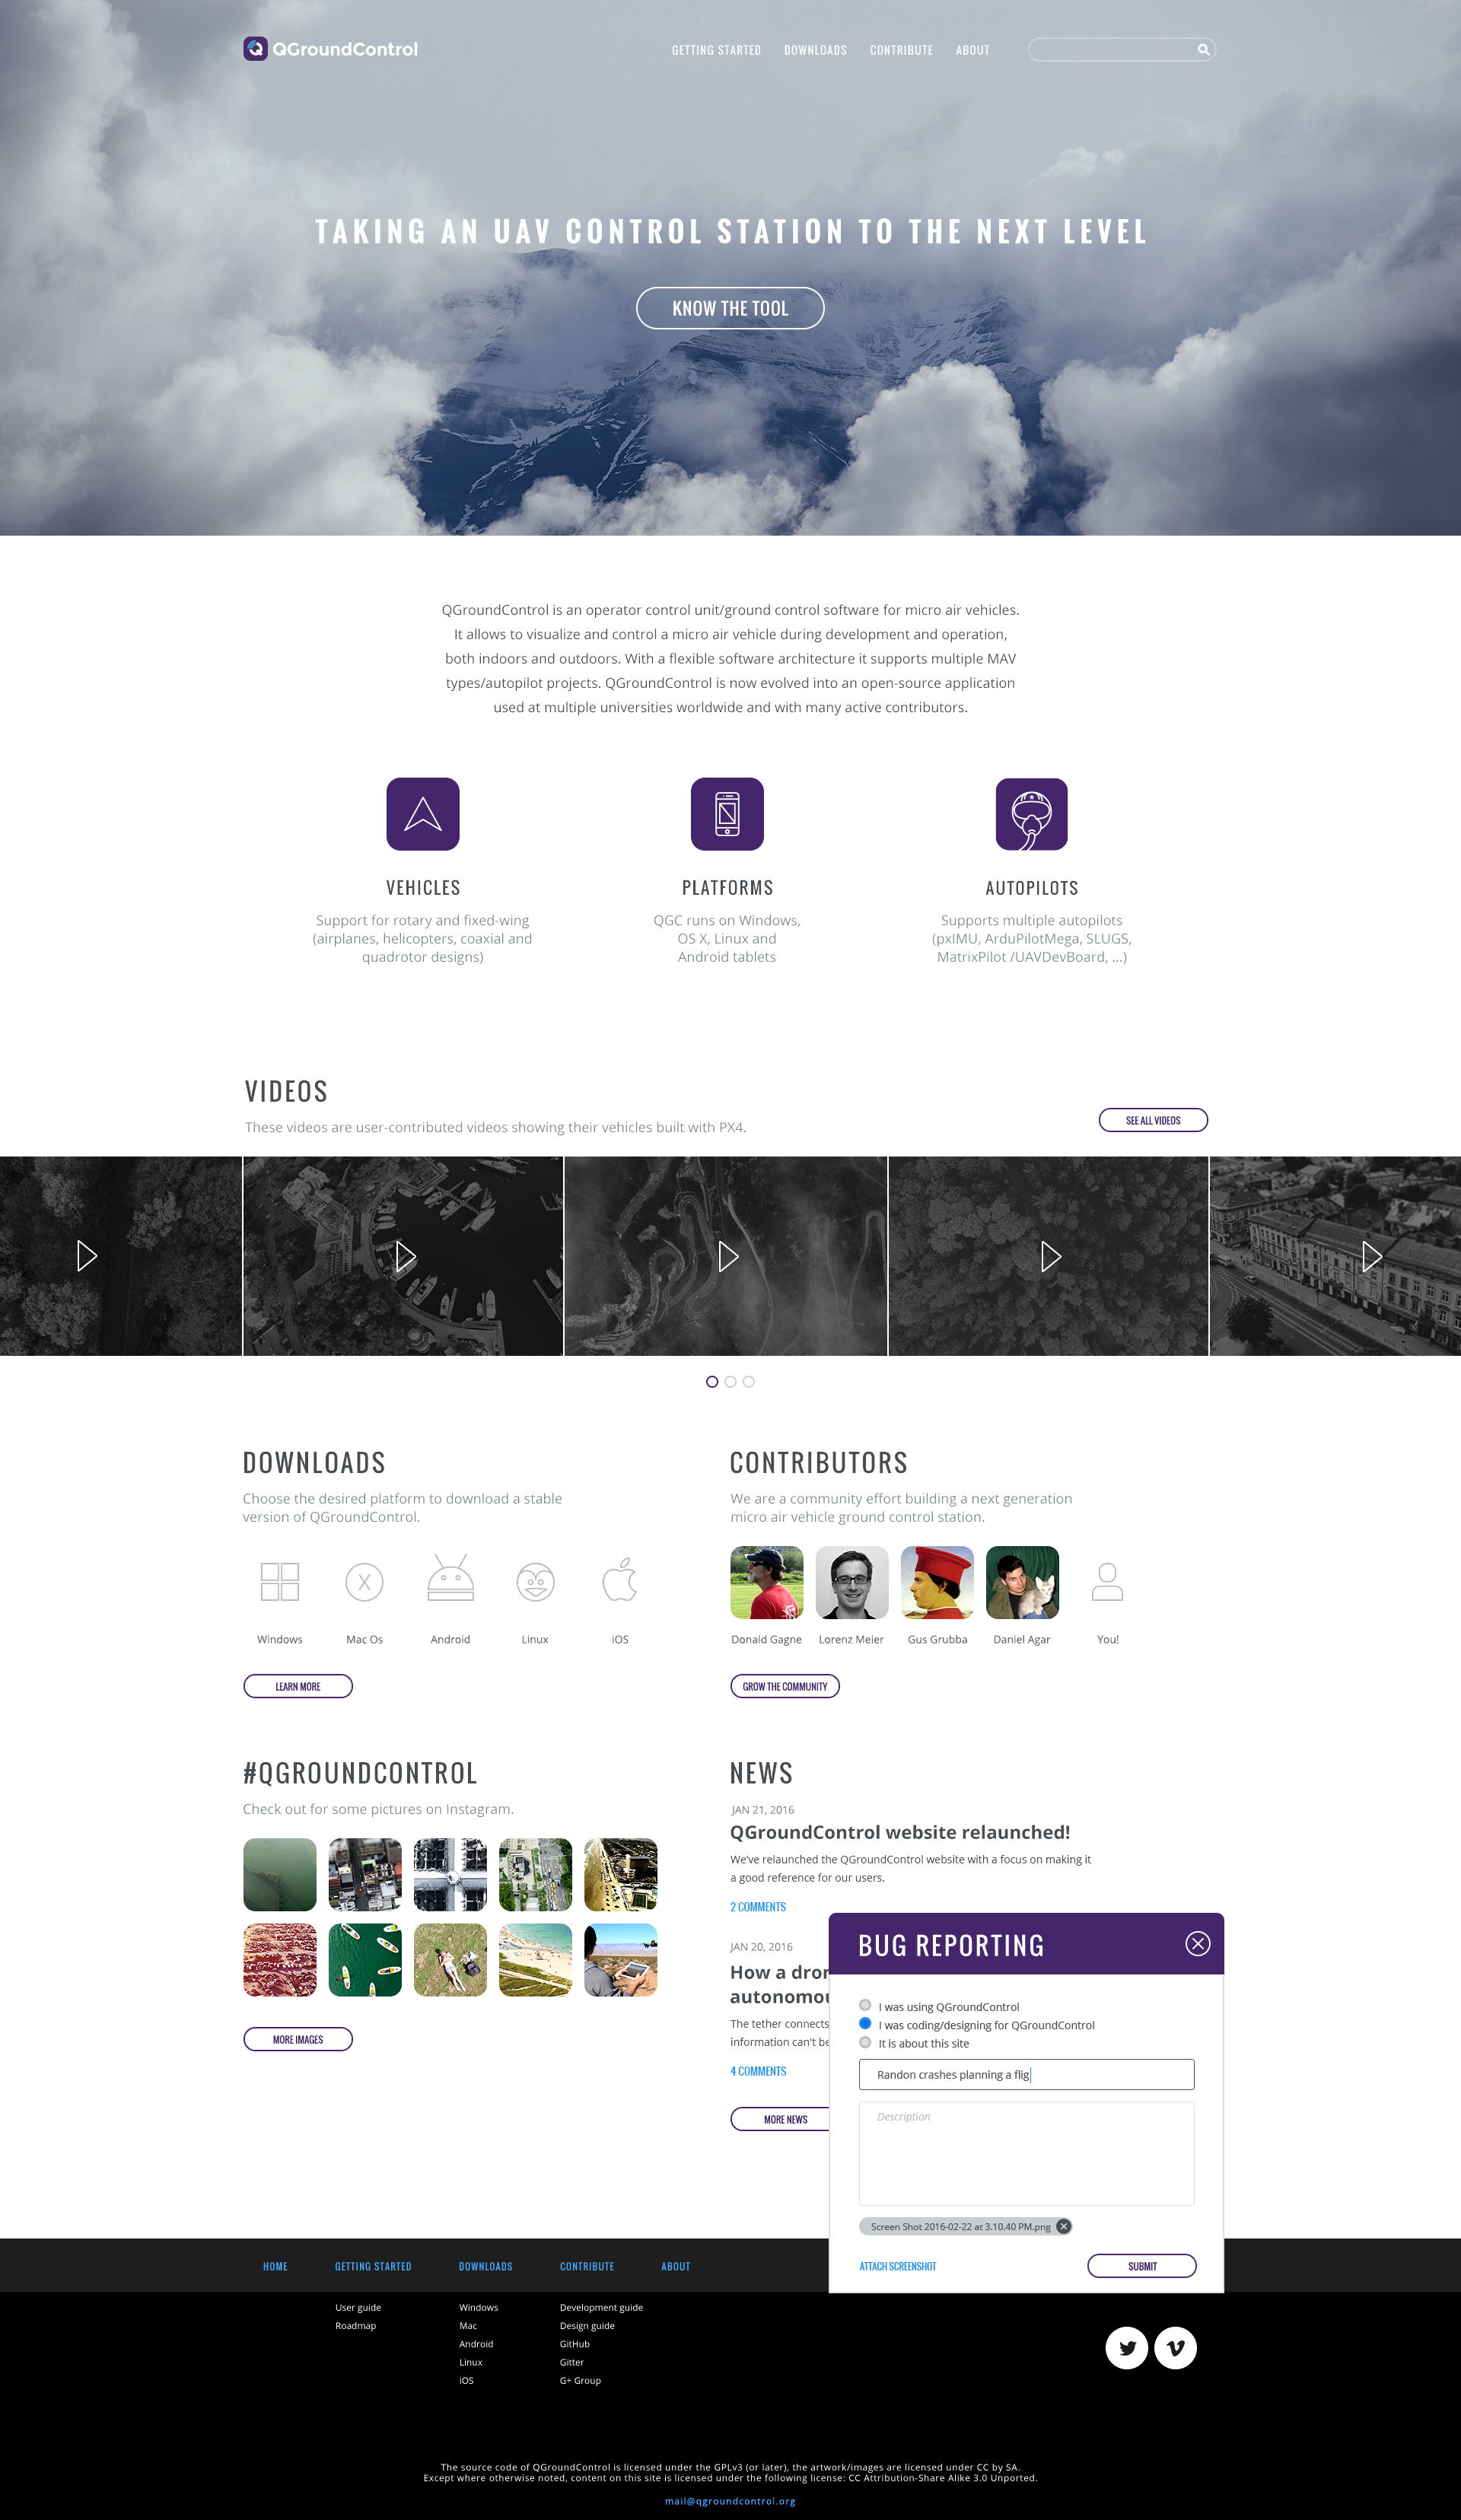 QGroundControl
GETTING STARTED DOWNLOADS CONTRIBUTE ABOUT
TAKING AN UAV CONTROL STATION TO THE NEXT LEVEL
KNOW THE TOOL
QGroundControl is an operator control unit/ground control software for micro air vehicles.
It allows to visualize and control a micro air vehicle during development and operation,
both indoors and outdoors. With a flexible software architecture it supports multiple MAV
types/autopilot projects. QGroundControl is now evolved into an open-source application
used at multiple universities worldwide and with many active contributors.
VEHICLES
Support for rotary and fixed-wing
(airplanes, helicopters, coaxial and
quadrotor designs)
PLATFORMS
QGC runs on Windows,
OS X, Linux and
Android tablets
AUTOPILOTS
Supports multiple autopilots
(pxIMU, ArduPilotMega, SLUGS,
MatrixPilot /UAVDevBoard, ...)
VIDEOS
These videos are user-contributed videos showing their vehicles built with PX4.
SEE ALL VIDEOS
DOWNLOADS
Choose the desired platform to download a stable
version of QGroundControl.
X
Windows Mac Os Android Linux iOS
LEARN MORE
CONTRIBUTORS
We are a community effort building a next generation
micro air vehicle ground control station.
Donald Gagne Lorenz Meier Gus Grubba Daniel Agar You!
GROW THE COMMUNITY
#QGROUNDCONTROL
Check out for some pictures on Instagram.
MORE IMAGES
NEWS
JAN 21, 2016
QGroundControl website relaunched!
We've relaunched the QGroundControl website with a focus on making it
a good reference for our users.
2 COMMENTS
JAN 20, 2016
How a dron
autonomou
The tether connects
information can't be
4 COMMENTS
MORE NEWS
BUG REPORTING
I was using QGroundControl
I was coding/designing for QGroundControl
It is about this site
Randon crashes planning a flig
Description
Screen Shot 2016-02-22 at 3.10.40 PM.png
ATTACH SCREENSHOT
SUBMIT
HOME GETTING STARTED DOWNLOADS CONTRIBUTE ABOUT
User guide
Roadmap
Windows
Mac
Android
Linux
iOS
Development guide
Design guide
GitHub
Gitter
G+ Group
The source code of QGroundControl is licensed under the GPLv3 (or later), the artwork/images are licensed under CC by SA.
Except where otherwise noted, content on this site is licensed under the following license: CC Attribution-Share Alike 3.0 Unported.
mail@qgroundcontrol.org